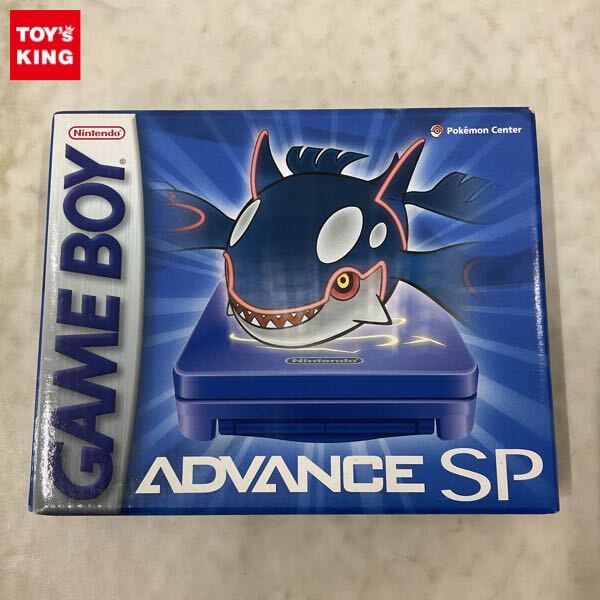 TOY's
KING
Nintendo
GAME BOY®
Pokémon Center
Nintendo
ADVANCE SP